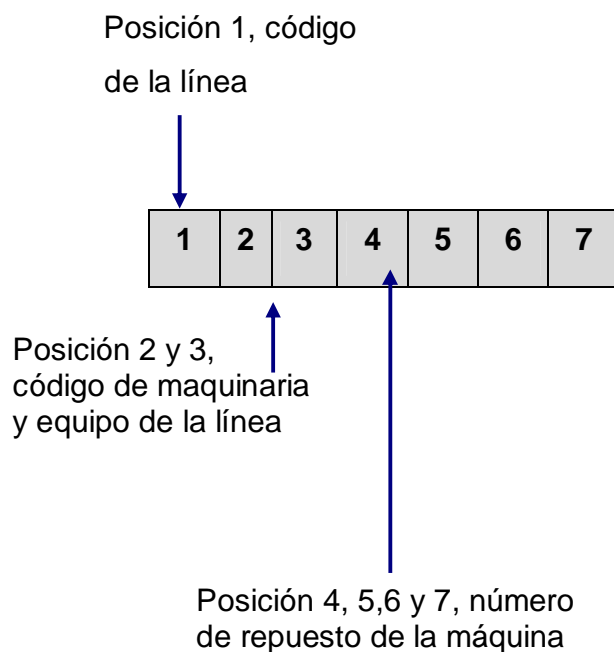 Posición 1, código
de la línea
1 2 3 4 5 6 7
Posición 2 y 3,
código de maquinaria
y equipo de la línea
Posición 4, 5,6 y 7, número
de repuesto de la máquina